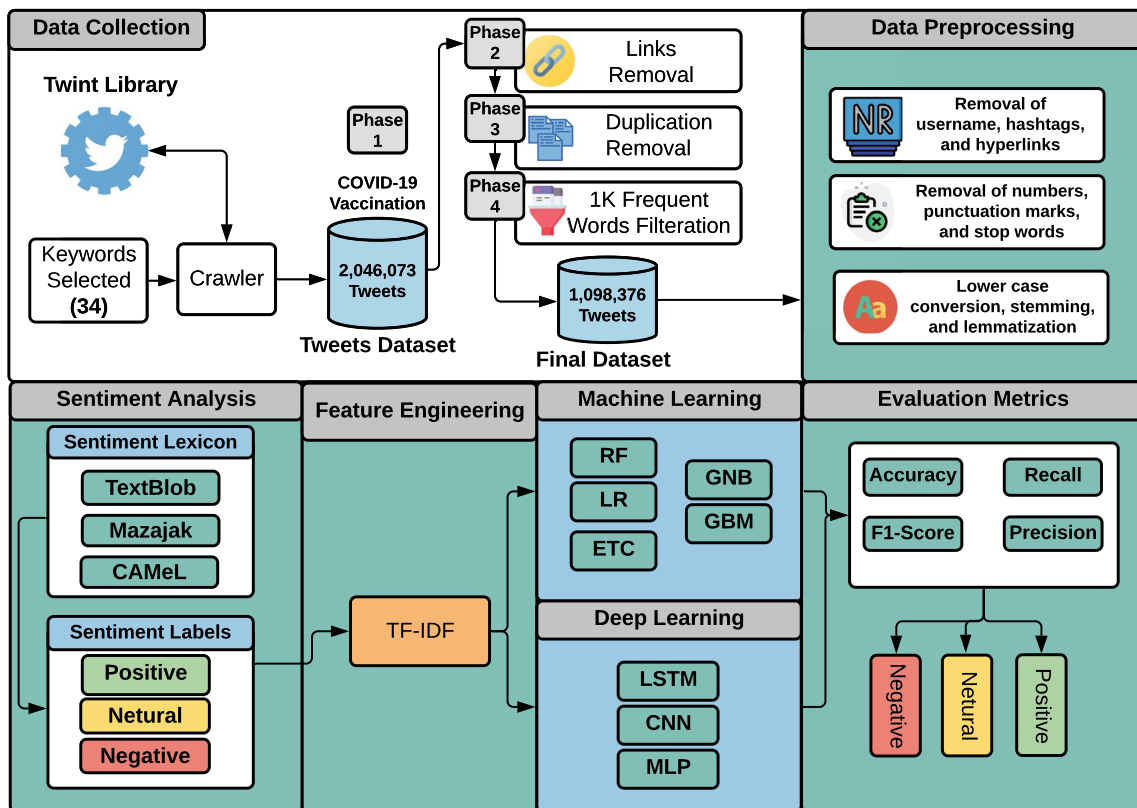 Data Collection
Twint Library
Keywords
Selected
(34)
Crawler
Phase
1
COVID-19
Vaccination
2,046,073
Tweets
Tweets Dataset
Phase
2
Links
Removal
Phase
3
Duplication
Removal
Phase
4
1K Frequent
Words Filteration
1,098,376
Tweets
Final Dataset
Data Preprocessing
NR
Removal of
username, hashtags,
and hyperlinks
Removal of numbers,
punctuation marks,
and stop words
Aa
Lower case
conversion, stemming,
and lemmatization
Sentiment Analysis
Sentiment Lexicon
TextBlob
Mazajak
CAMeL
Sentiment Labels
Positive
Netural
Negative
Feature Engineering
TF-IDF
Machine Learning
RF
LR
ETC
GNB
GBM
Deep Learning
LSTM
CNN
MLP
Evaluation Metrics
Accuracy
Recall
F1-Score
Precision
Negative
Netural
Positive